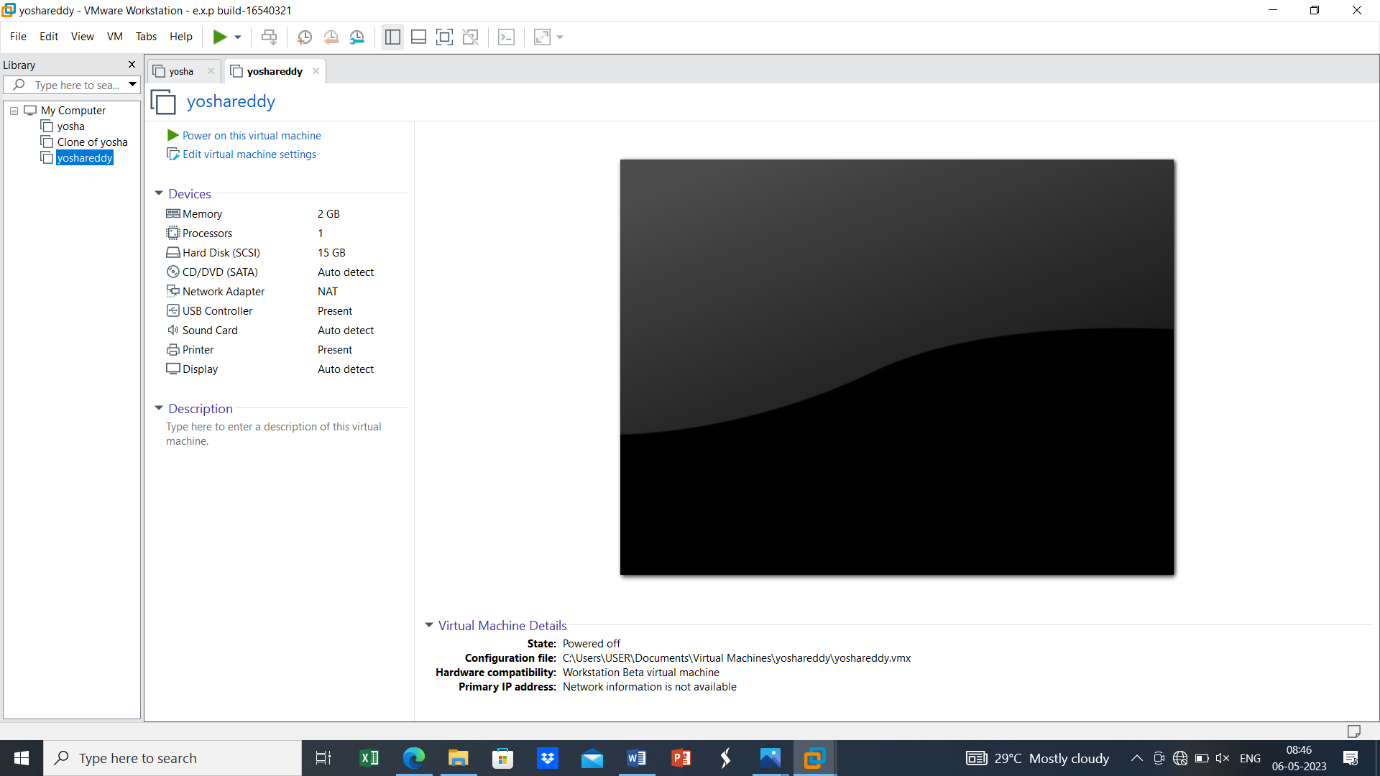 yoshareddy - VMware Workstation - e.x.p build-16540321
File Edit View VM Tabs Help
Library
Type here to sea...
My Computer
yosha
Clone of yosha
yoshareddy
yosha
yoshareddy
yoshareddy
Power on this virtual machine
Edit virtual machine settings
Devices
Memory 2 GB
Processors 1
Hard Disk (SCSI) 15 GB
CD/DVD (SATA) Auto detect
Network Adapter NAT
USB Controller Present
Sound Card Auto detect
Printer Present
Display Auto detect
Description
Type here to enter a description of this virtual
machine.
Virtual Machine Details
State: Powered off
Configuration file: C:\Users\USER\Documents\Virtual Machines\yoshareddy\yoshareddy.vmx
Hardware compatibility: Workstation Beta virtual machine
Primary IP address: Network information is not available
Type here to search
29°C Mostly cloudy
ENG
08:46
06-05-2023